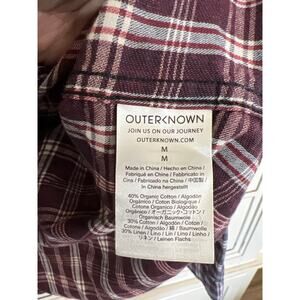 OUTERKNOWN
JOIN US ON OUR JOURNEY
OUTERKNOWN.COM
M
M
Made in China / Hecho en China /
Fabriqué en Chine / Fabbricato in
Cina / Fabricado na China / 中国製 /
In China hergestellt
40% Organic Cotton / Algodón
Orgánico / Coton Biologique /
Cotone Organico / Algodão
Orgânico / オーガニック・コットン /
Organisch Baumwolle
30% Cotton / Algodón / Coton /
Cotone / Algodão / 綿 / Baumwolle
30% Linen / Lino / Lin / Lino / Linho /
リネン / Leinen Flachs